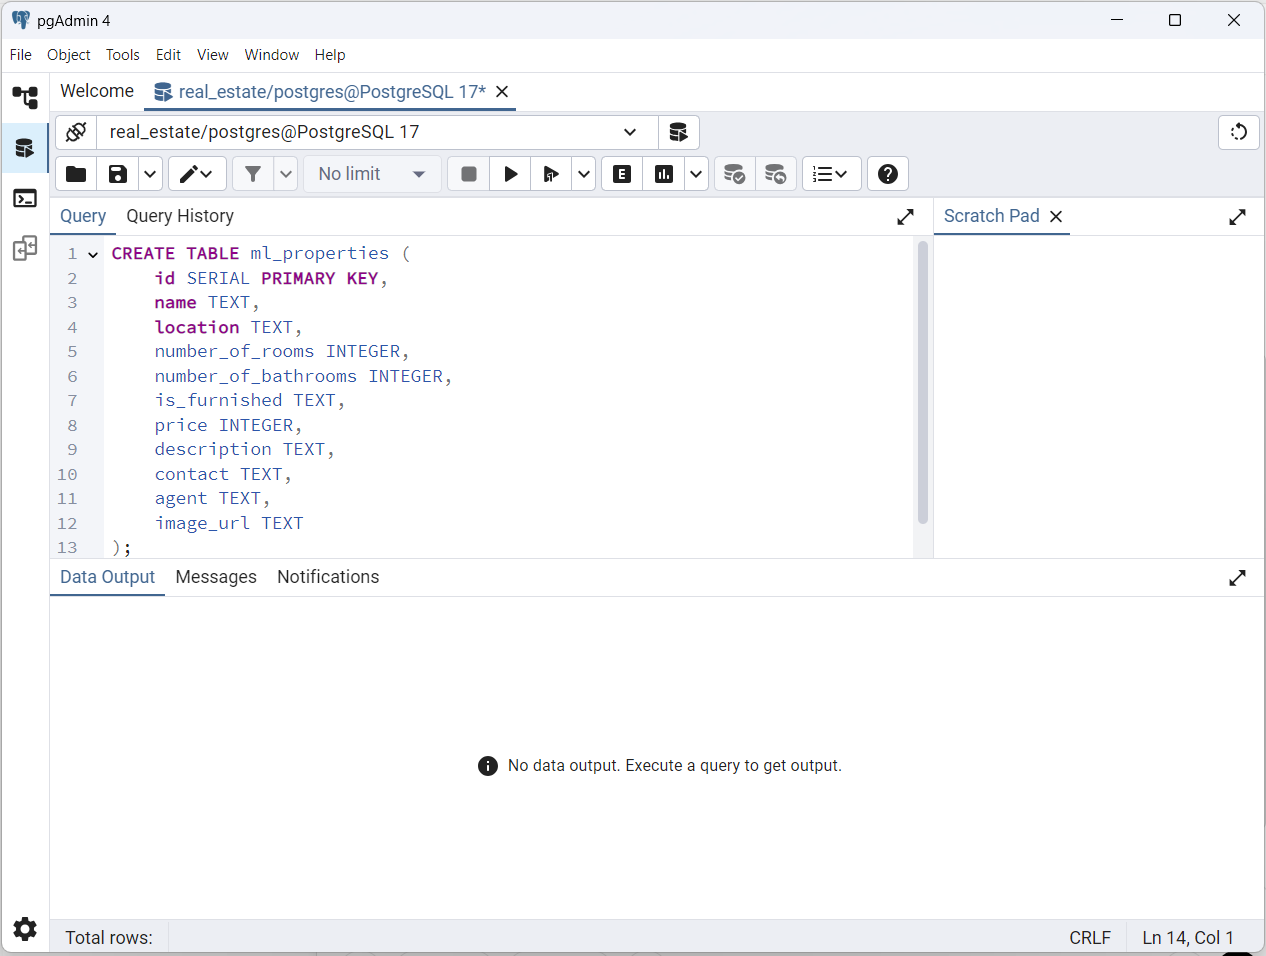 pgAdmin 4
File Object Tools Edit View Window Help
Welcome real_estate/postgres@PostgreSQL 17*
real_estate/postgres@PostgreSQL 17
No limit E
Query Query History Scratch Pad
1 CREATE TABLE ml_properties (
2 id SERIAL PRIMARY KEY,
3 name TEXT,
4 location TEXT,
5 number_of_rooms INTEGER,
6 number_of_bathrooms INTEGER,
7 is_furnished TEXT,
8 price INTEGER,
9 description TEXT,
10 contact TEXT,
11 agent TEXT,
12 image_url TEXT
13 );
Data Output Messages Notifications
No data output. Execute a query to get output.
Total rows: CRLF Ln 14, Col 1